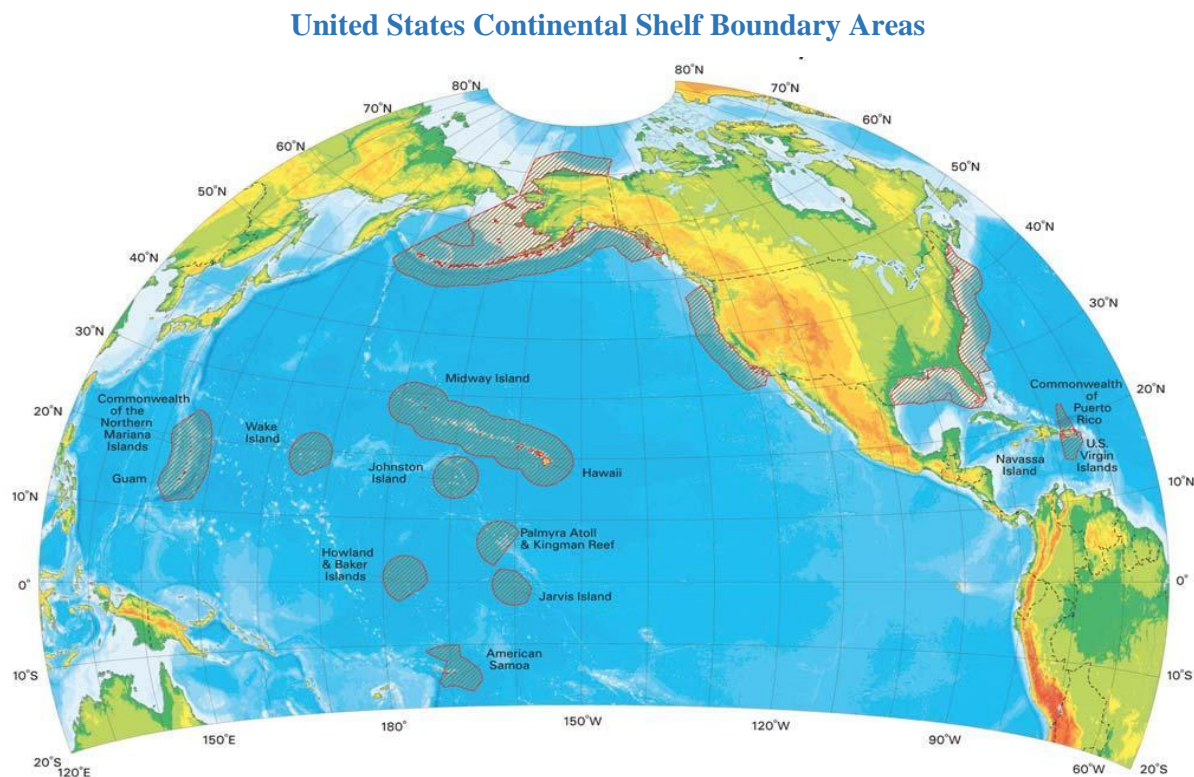 United States Continental Shelf Boundary Areas
80°N
80°N
70°N
70°N
60°N
60°N
50°N
50°N
40°N
40°N
30°N
30°N
20°N
20°N
10°N
10°N
0°
0°
10°S
10°S
20°S
20°S
120°E
150°E
180°
150°W
120°W
90°W
60°W
Midway Island
Commonwealth
of the
Northern
Mariana
Islands
Guam
Wake
Island
Johnston
Island
Hawaii
Palmyra Atoll
& Kingman Reef
Howland
& Baker
Islands
Jarvis Island
American
Samoa
Commonwealth
of
Puerto
Rico
U.S.
Virgin
Islands
Navassa
Island